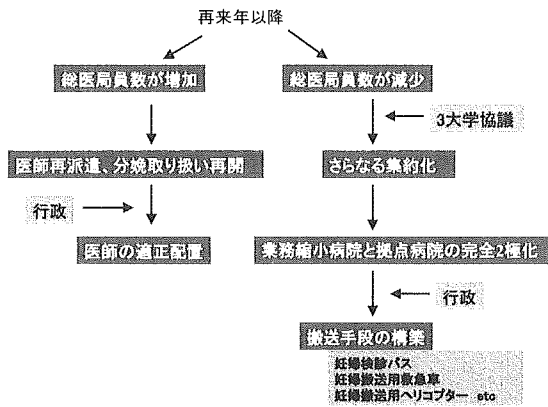 再来年以降
総医局員数が増加
総医局員数が減少
3大学協議
医師再派遣、分娩取り扱い再開
さらなる集約化
行政
医師の適正配置
業務縮小病院と拠点病院の完全2極化
行政
搬送手段の構築
妊婦検診バス
妊婦搬送用救急車
妊婦搬送用ヘリコプター etc